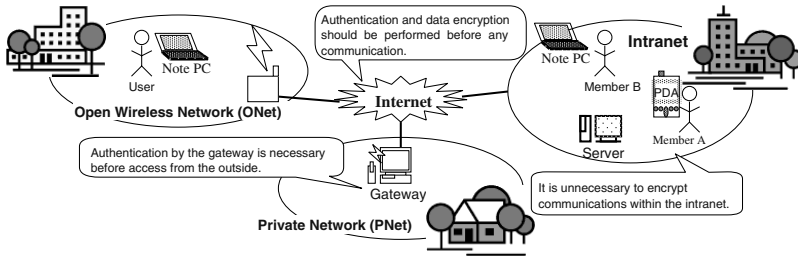 Authentication and data encryption
should be performed before any
communication.
Intranet
Note PC
User
Note PC
Member B
PDA
Internet
Open Wireless Network (ONet)
Server
Member A
Authentication by the gateway is necessary
before access from the outside.
Gateway
It is unnecessary to encrypt
communications within the intranet.
Private Network (PNet)